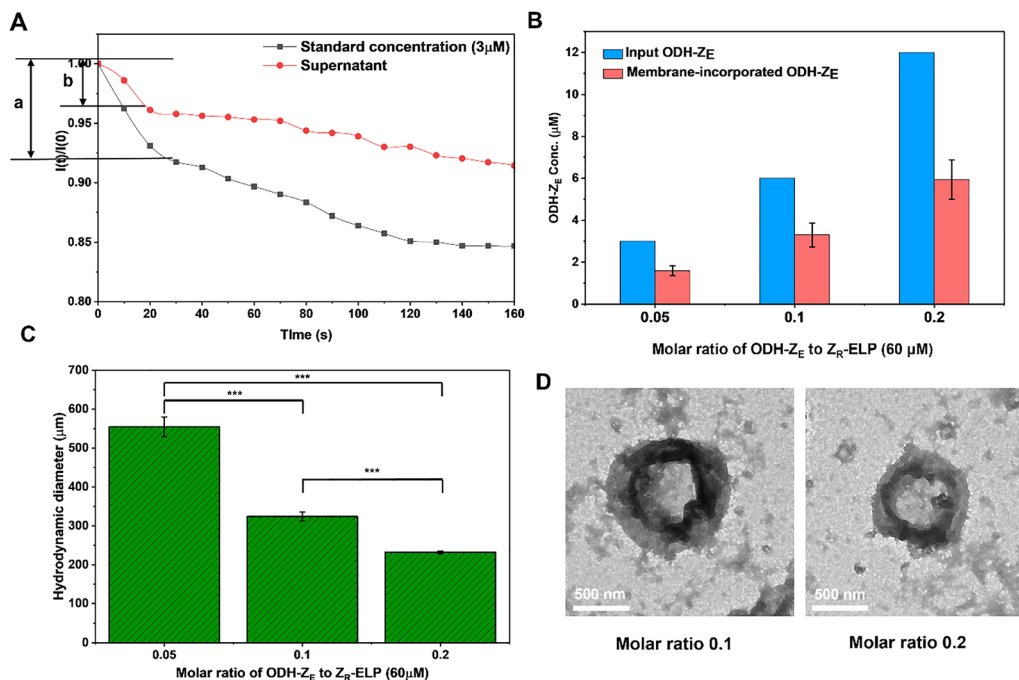 A
Standard concentration (3μM)
Supernatant
a
b
I(t)/I(0)
1.00
0.95
0.90
0.85
0.80
0 20 40 60 80 100 120 140 160
TIme (s)
B
Input ODH-ZE
Membrane-incorporated ODH-ZE
ODH-ZE Conc. (μM)
12
10
8
6
4
2
0
0.05 0.1 0.2
Molar ratio of ODH-ZE to ZR-ELP (60 μM)
C
Hydrodynamic diameter (μm)
700
600
500
400
300
200
100
0
***
***
***
0.05 0.1 0.2
Molar ratio of ODH-ZE to ZR-ELP (60μM)
D
500 nm
500 nm
Molar ratio 0.1
Molar ratio 0.2